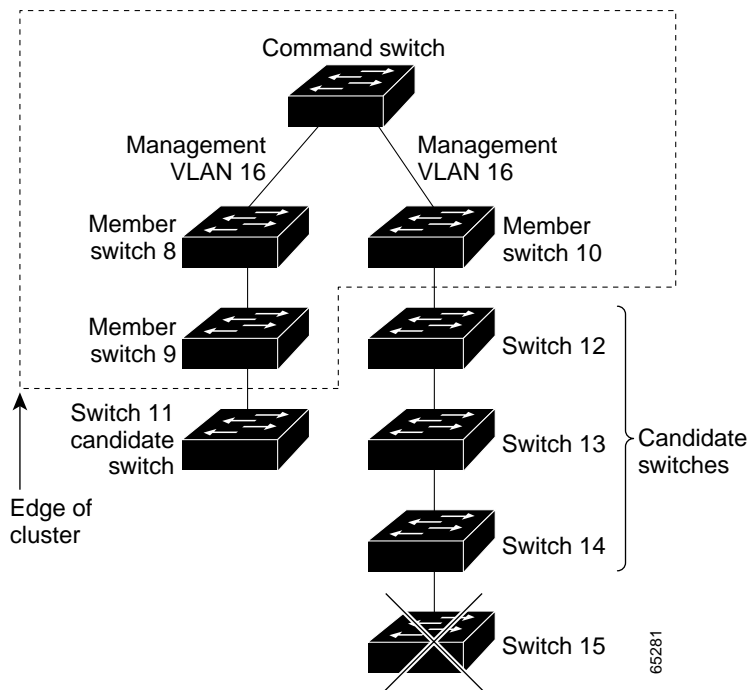 Command switch
Management
VLAN 16
Management
VLAN 16
Member
switch 8
Member
switch 10
Member
switch 9
Switch 12
Switch 11
candidate
switch
Switch 13
Candidate
switches
Edge of
cluster
Switch 14
Switch 15
65281